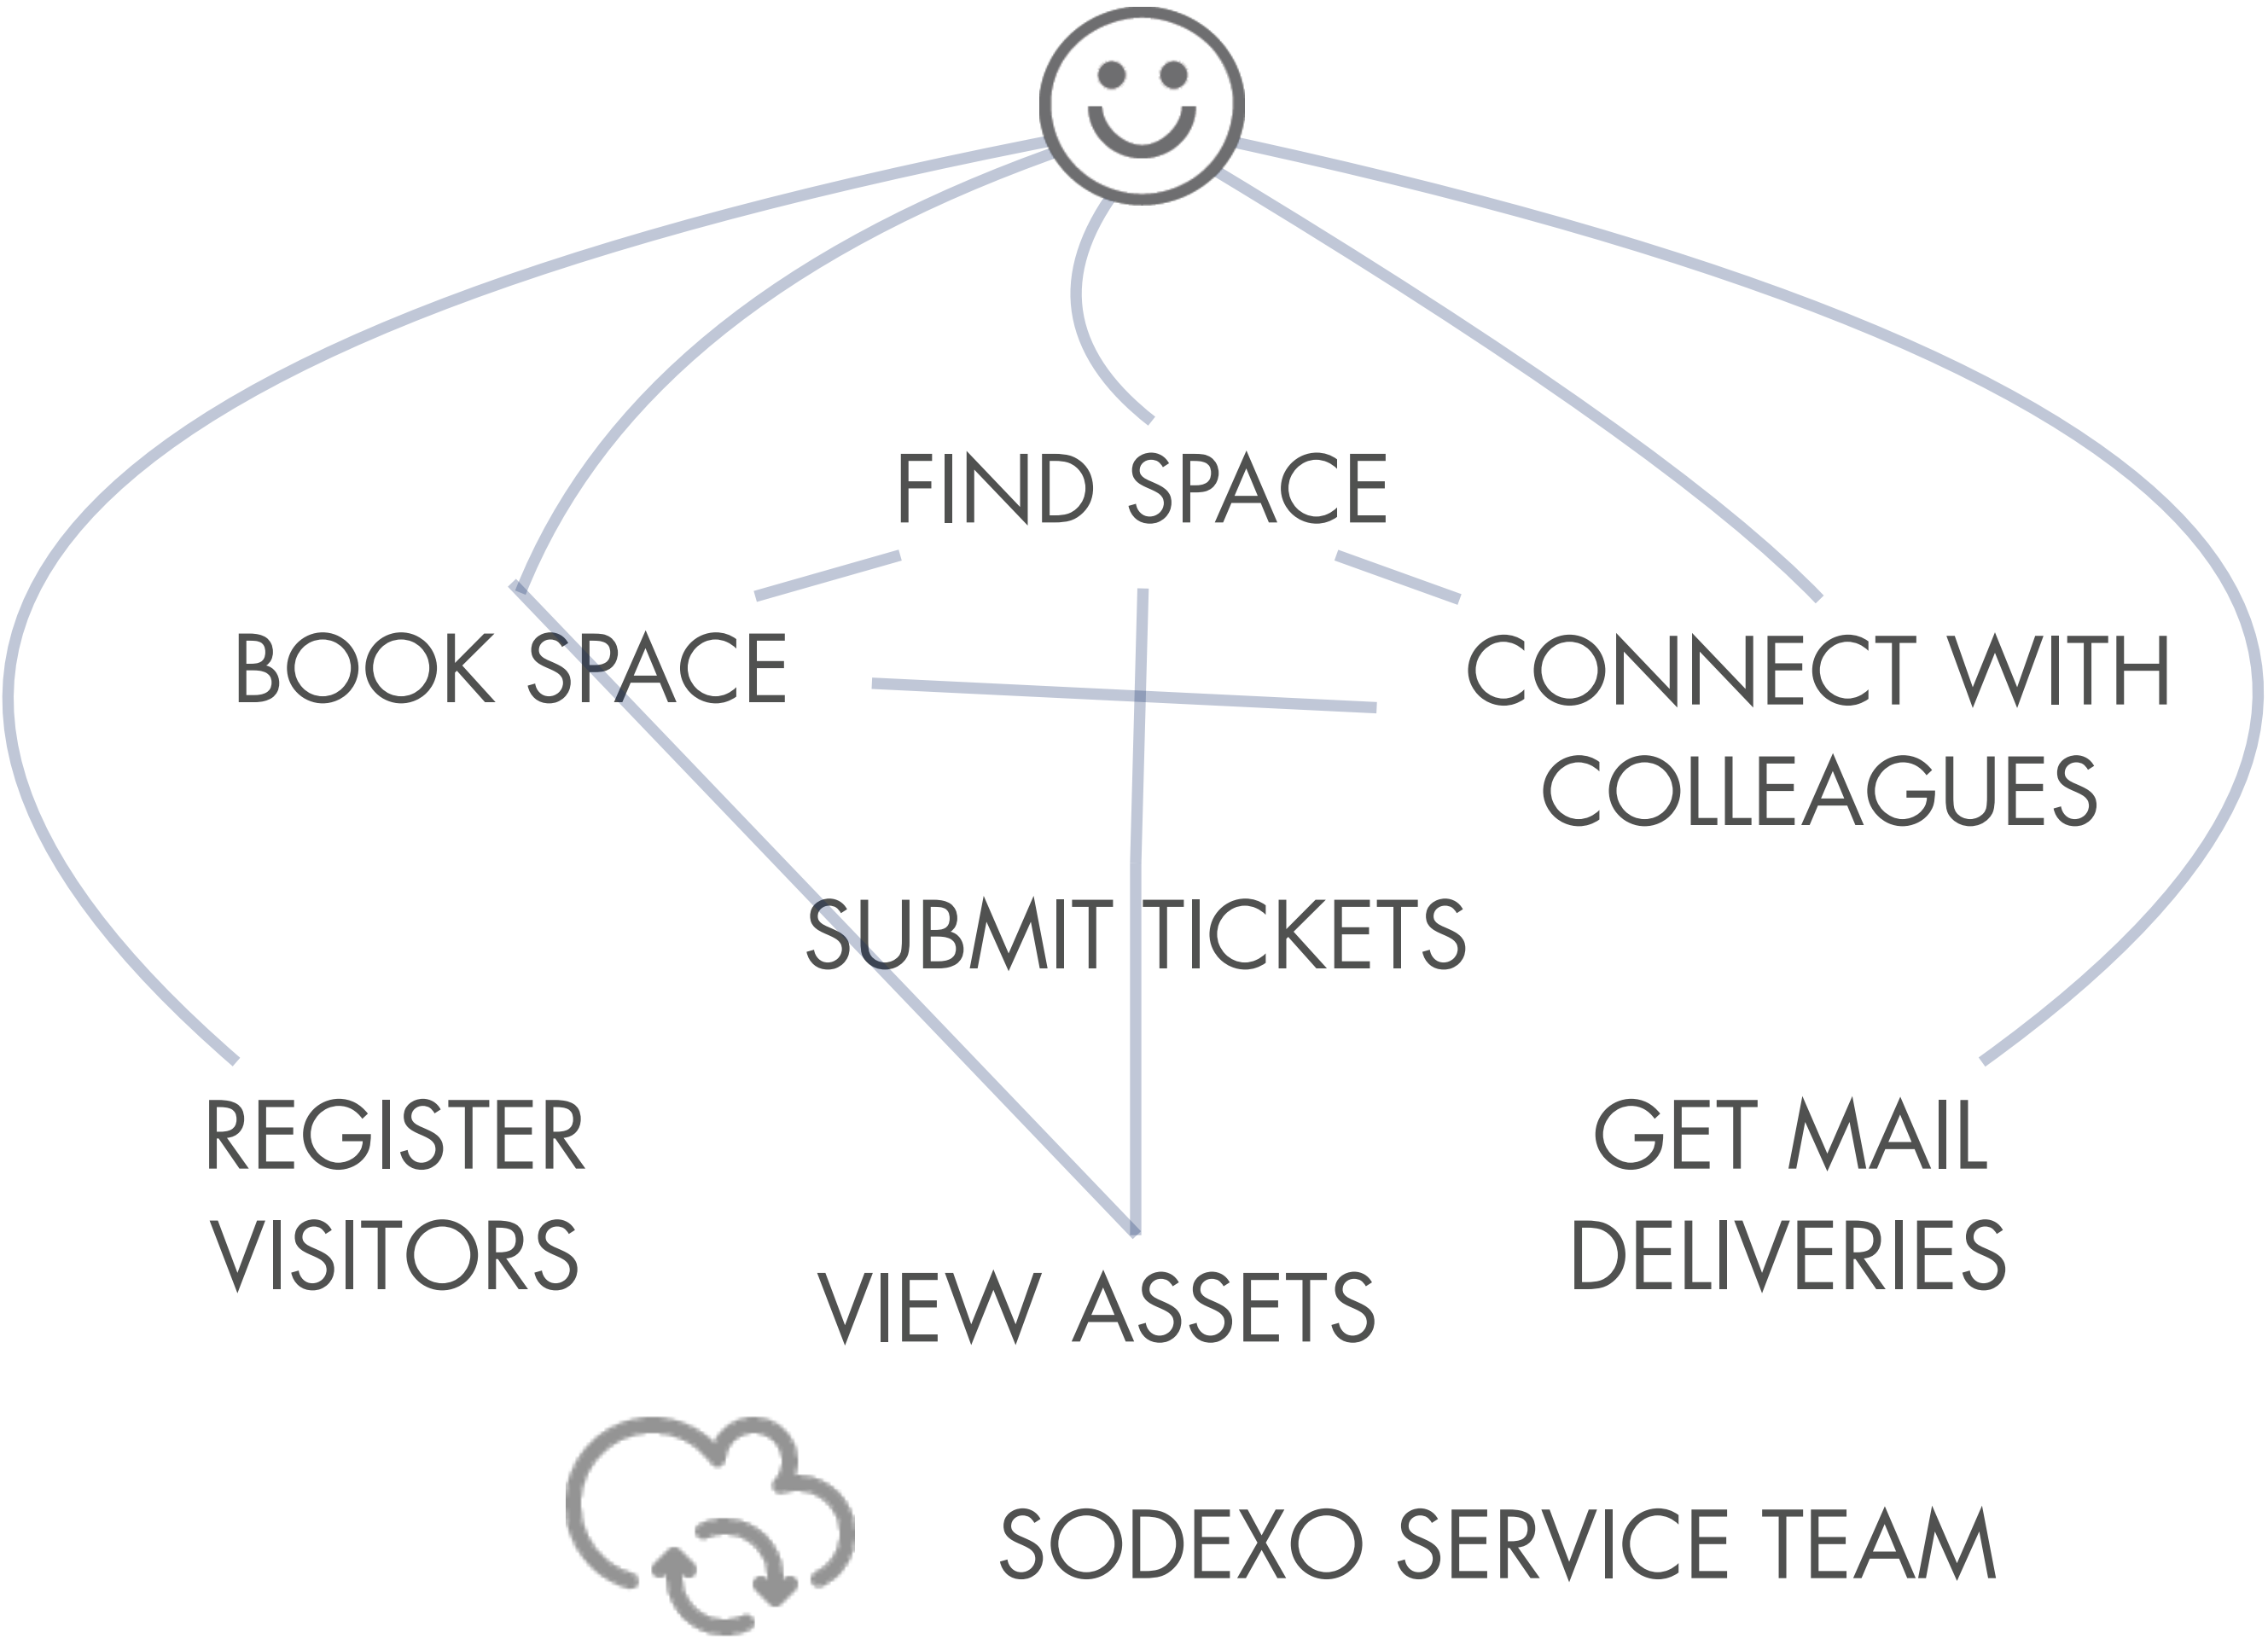 FIND SPACE
BOOK SPACE
CONNECT WITH
COLLEAGUES
SUBMIT TICKETS
REGISTER
VISITORS
GET MAIL
DELIVERIES
VIEW ASSETS
SODEXO SERVICE TEAM